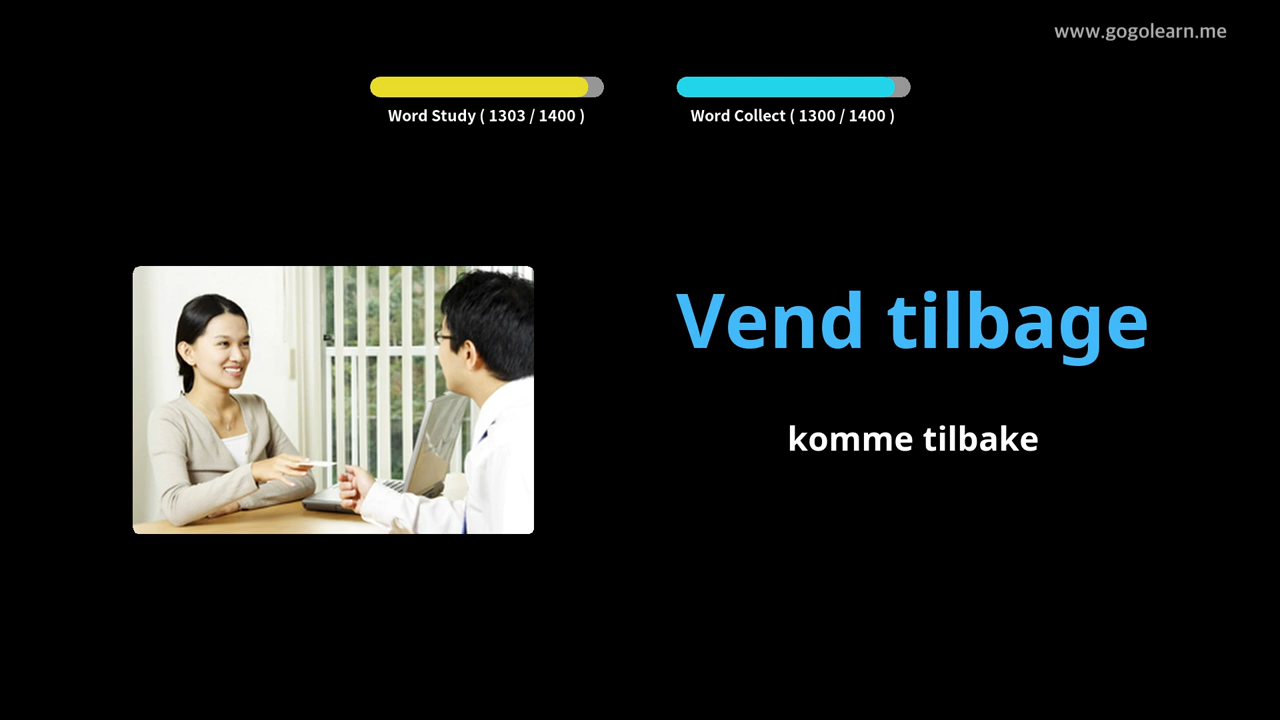 www.gogolearn.me
Word Study ( 1303 / 1400 )
Word Collect ( 1300 / 1400 )
Vend tilbage
komme tilbake